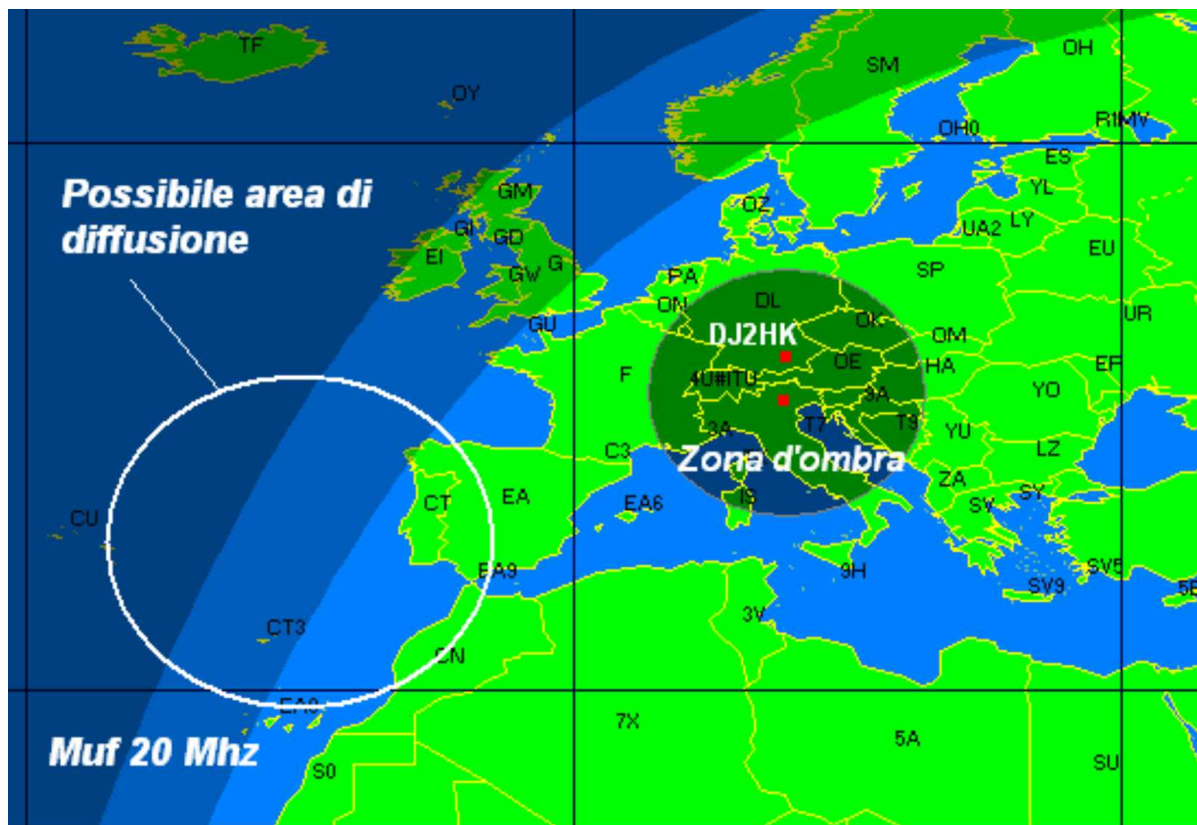 TF
OY
SM
OH
OH0
R1MV
Possibile area di
diffusione
GM
GI
GD
EI
GW
G
GU
OZ
ES
YL
LY
UA2
EU
PA
ON
DL
SP
OK
UR
DJ2HK
OM
OE
HA
F
4U#ITU
9A
YO
3A
T7
T9
YU
C3
Zona d'ombra
LZ
ZA
CT
EA
EA6
IS
SV
SY
CU
EA9
9H
SV5
SV9
CT3
3V
CN
EA8
7X
5A
Muf 20 Mhz
S0
SU